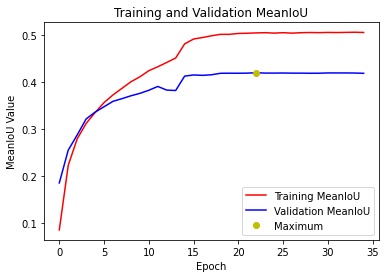 Training and Validation MeanIoU
MeanIoU Value
0.5
0.4
0.3
0.2
0.1
Training MeanIoU
Validation MeanIoU
Maximum
0 5 10 15 20 25 30 35
Epoch